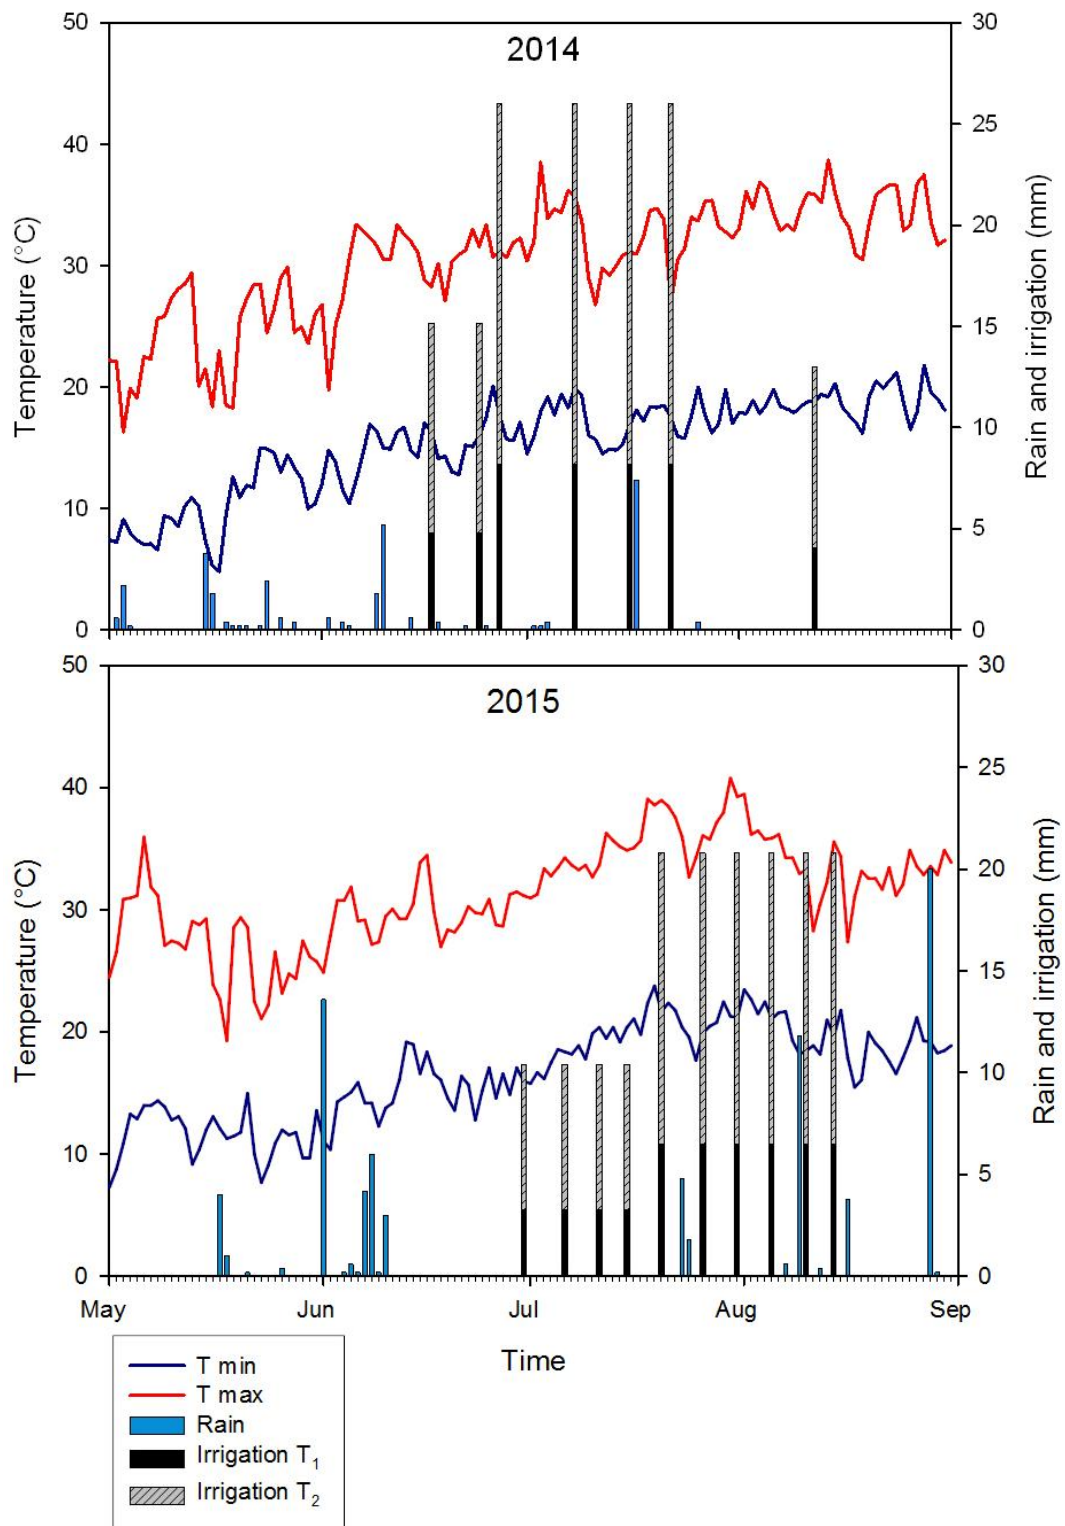 2014
50
40
30
20
10
0
Temperature (°C)
30
25
20
15
10
5
0
Rain and irrigation (mm)
2015
50
40
30
20
10
0
Temperature (°C)
30
25
20
15
10
5
0
Rain and irrigation (mm)
May Jun Jul Aug Sep
Time
T min
T max
Rain
Irrigation T₁
Irrigation T₂